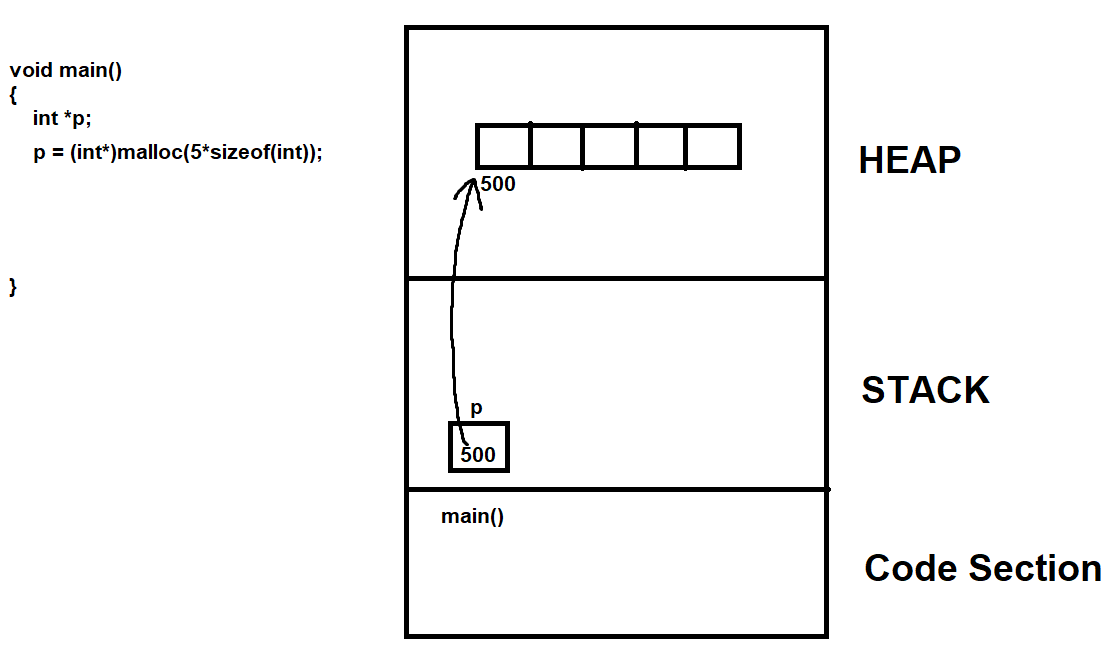 void main()
{
int *p;
p = (int*)malloc(5*sizeof(int));
}
500
HEAP
p
500
STACK
main()
Code Section